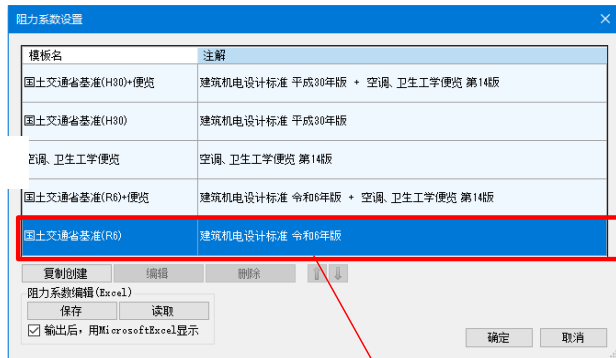 阻力系数设置
模板名 注解
国土交通省基准(H30)+便览 建筑机电设计标准 平成30年版 + 空调、卫生工学便览 第14版
国土交通省基准(H30) 建筑机电设计标准 平成30年版
空调、卫生工学便览 空调、卫生工学便览 第14版
国土交通省基准(R6)+便览 建筑机电设计标准 令和6年版 + 空调、卫生工学便览 第14版
国土交通省基准(R6) 建筑机电设计标准 令和6年版
复制创建 编辑 删除
阻力系数编辑(Excel)
保存 读取
输出后，用MicrosoftExcel显示
确定 取消